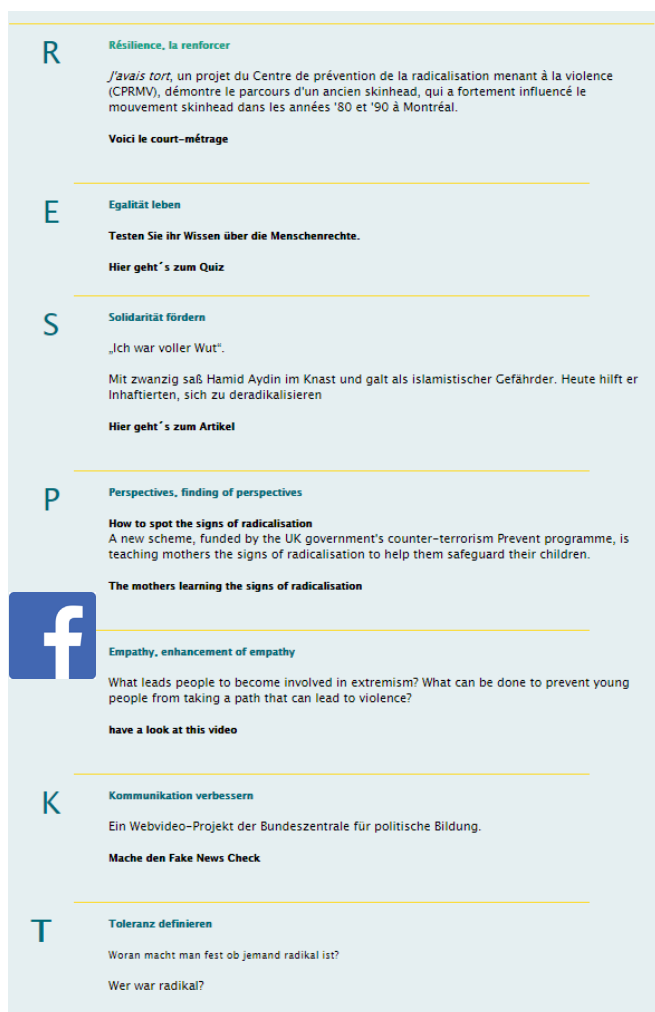 R
Résilience, la renforcer
J'avais tort, un projet du Centre de prévention de la radicalisation menant à la violence
(CPRMV), démontre le parcours d'un ancien skinhead, qui a fortement influencé le
mouvement skinhead dans les années '80 et '90 à Montréal.
Voici le court-métrage
E
Egalität leben
Testen Sie ihr Wissen über die Menschenrechte.
Hier geht´s zum Quiz
S
Solidarität fördern
„Ich war voller Wut“.
Mit zwanzig saß Hamid Aydin im Knast und galt als islamistischer Gefährder. Heute hilft er
Inhaftierten, sich zu deradikalisieren
Hier geht´s zum Artikel
P
Perspectives, finding of perspectives
How to spot the signs of radicalisation
A new scheme, funded by the UK government's counter-terrorism Prevent programme, is
teaching mothers the signs of radicalisation to help them safeguard their children.
The mothers learning the signs of radicalisation
f
Empathy, enhancement of empathy
What leads people to become involved in extremism? What can be done to prevent young
people from taking a path that can lead to violence?
have a look at this video
K
Kommunikation verbessern
Ein Webvideo-Projekt der Bundeszentrale für politische Bildung.
Mache den Fake News Check
T
Toleranz definieren
Woran macht man fest ob jemand radikal ist?
Wer war radikal?